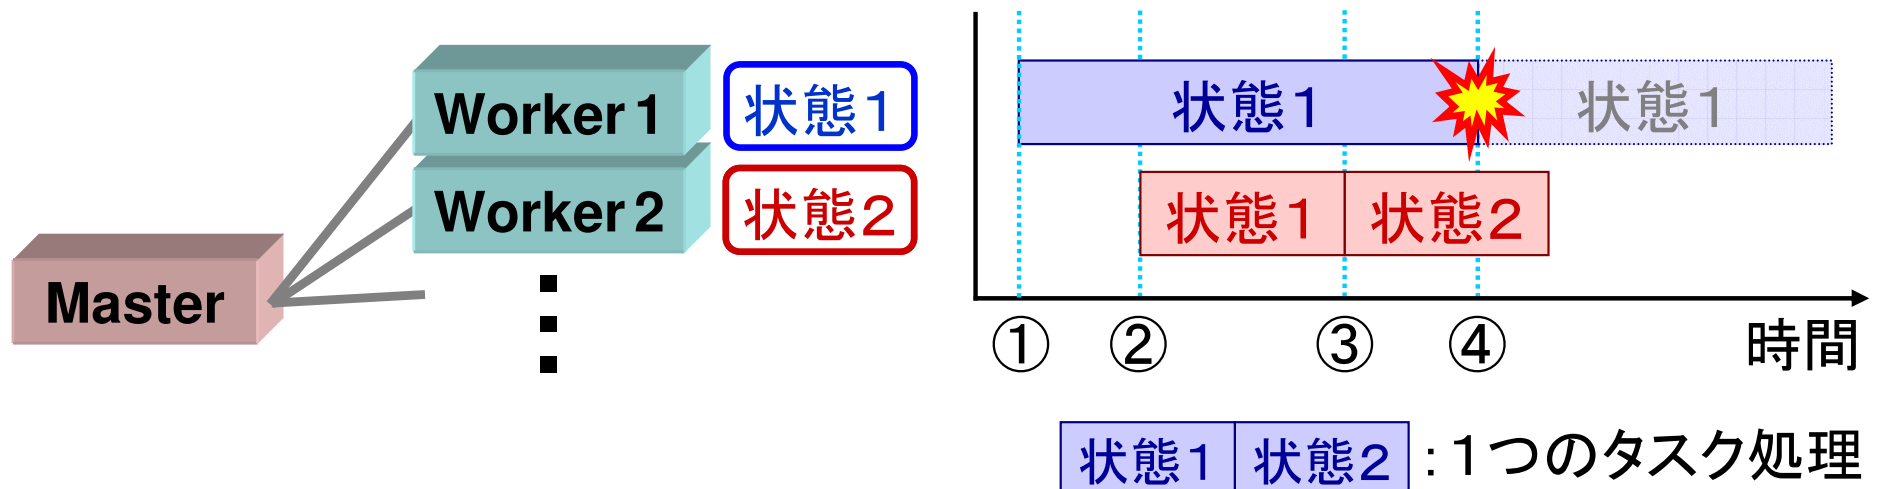 Worker 1
状態1
Worker 2
状態2
Master
状態1
状態1
状態1
状態2
① ② ③ ④
時間
状態1
状態2
:1つのタスク処理